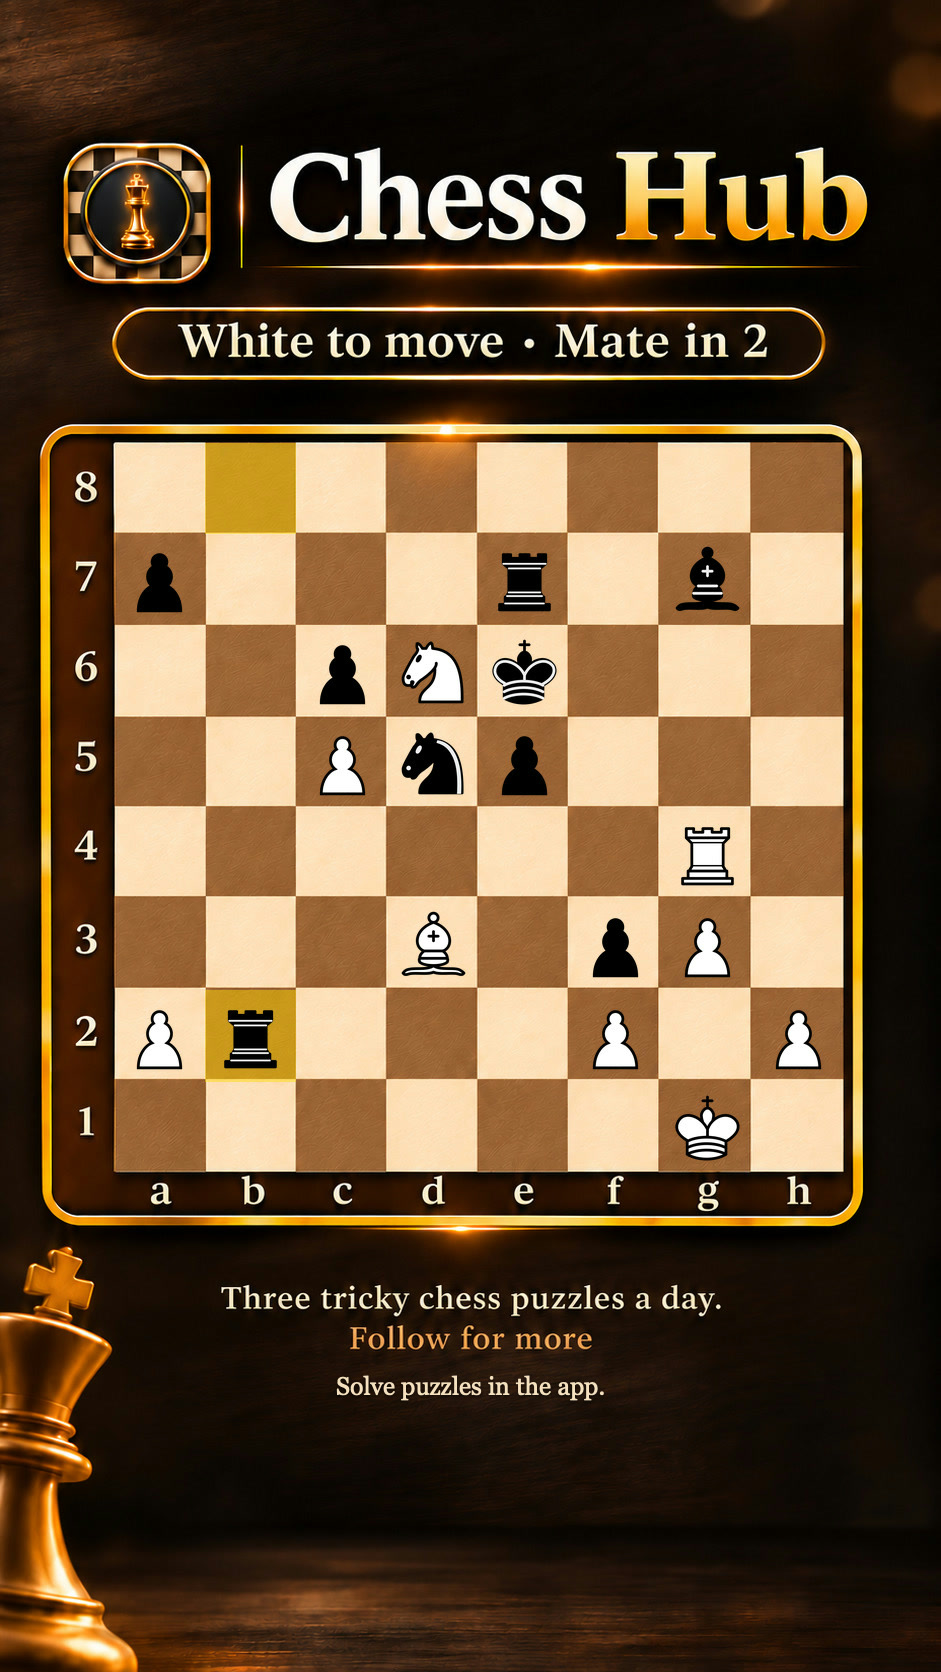 Chess Hub
White to move • Mate in 2
8
7
6
5
4
3
2
1
a b c d e f g h
Three tricky chess puzzles a day.
Follow for more
Solve puzzles in the app.